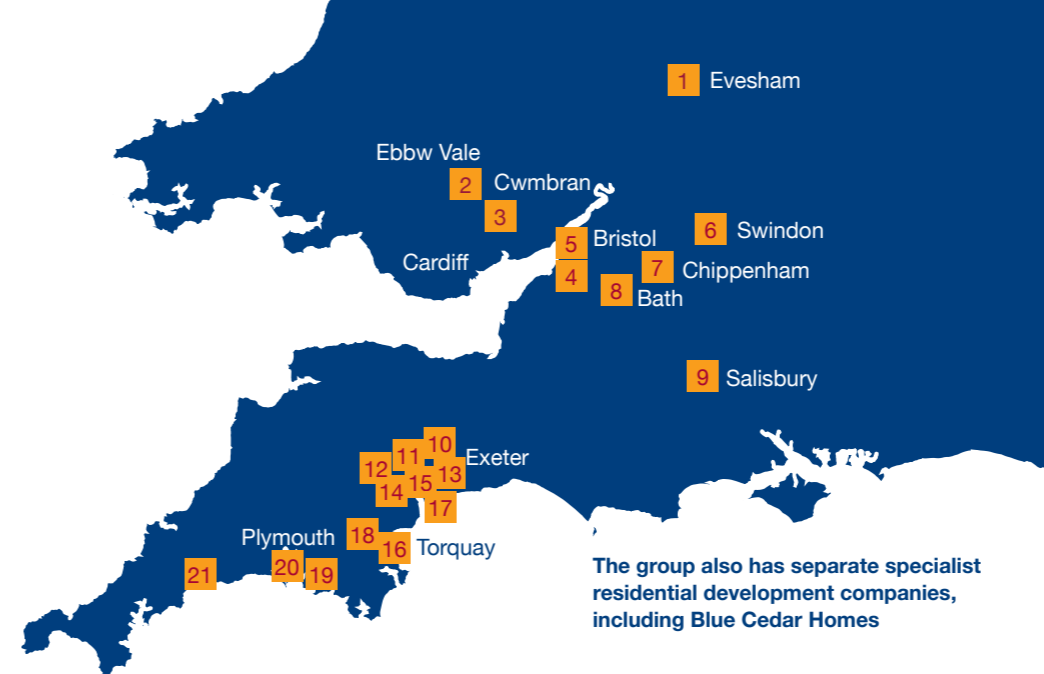 1 Evesham
Ebbw Vale
2 Cwmbran
3
5 Bristol
6 Swindon
Cardiff
4
7 Chippenham
8 Bath
9 Salisbury
10
11 Exeter
12
13
15
14
17
Plymouth
18
16 Torquay
20
19
21
The group also has separate specialist
residential development companies,
including Blue Cedar Homes